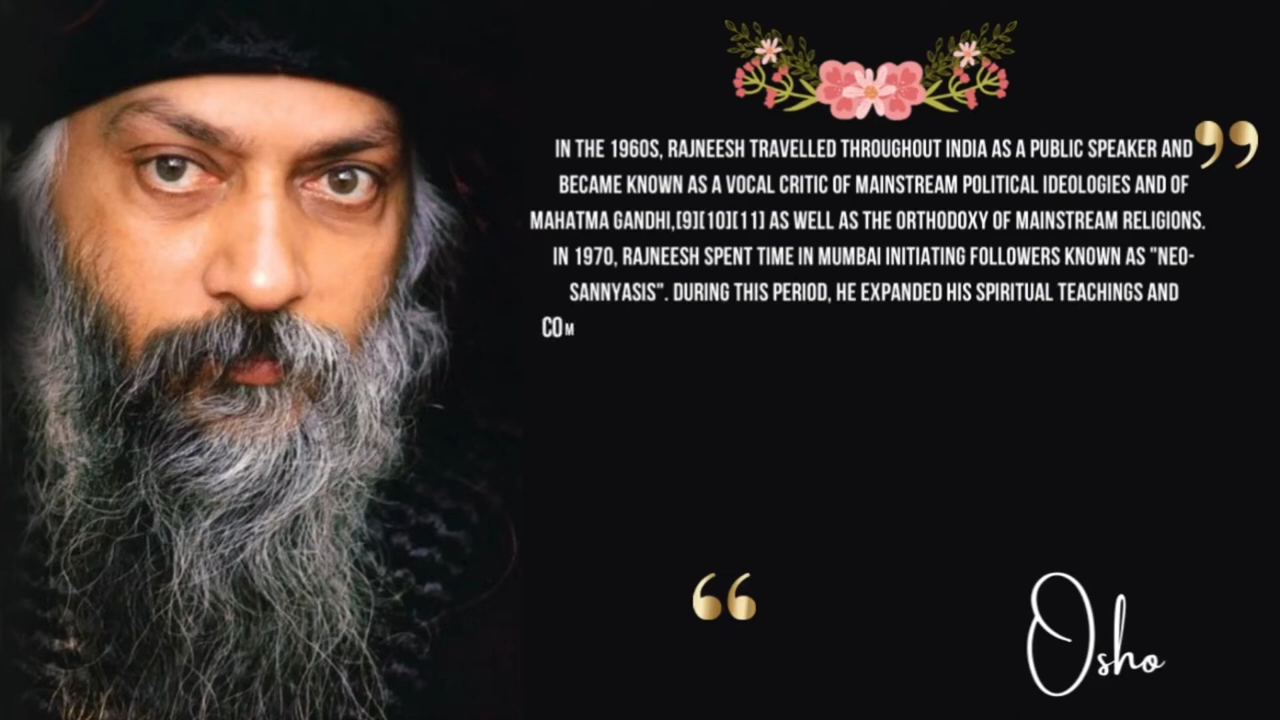 IN THE 1960S, RAJNEESH TRAVELLED THROUGHOUT INDIA AS A PUBLIC SPEAKER AND
BECAME KNOWN AS A VOCAL CRITIC OF MAINSTREAM POLITICAL IDEOLOGIES AND OF
MAHATMA GANDHI,[9][10][11] AS WELL AS THE ORTHODOXY OF MAINSTREAM RELIGIONS.
IN 1970, RAJNEESH SPENT TIME IN MUMBAI INITIATING FOLLOWERS KNOWN AS "NEO-
SANNYASIS". DURING THIS PERIOD, HE EXPANDED HIS SPIRITUAL TEACHINGS AND
COM
Osho